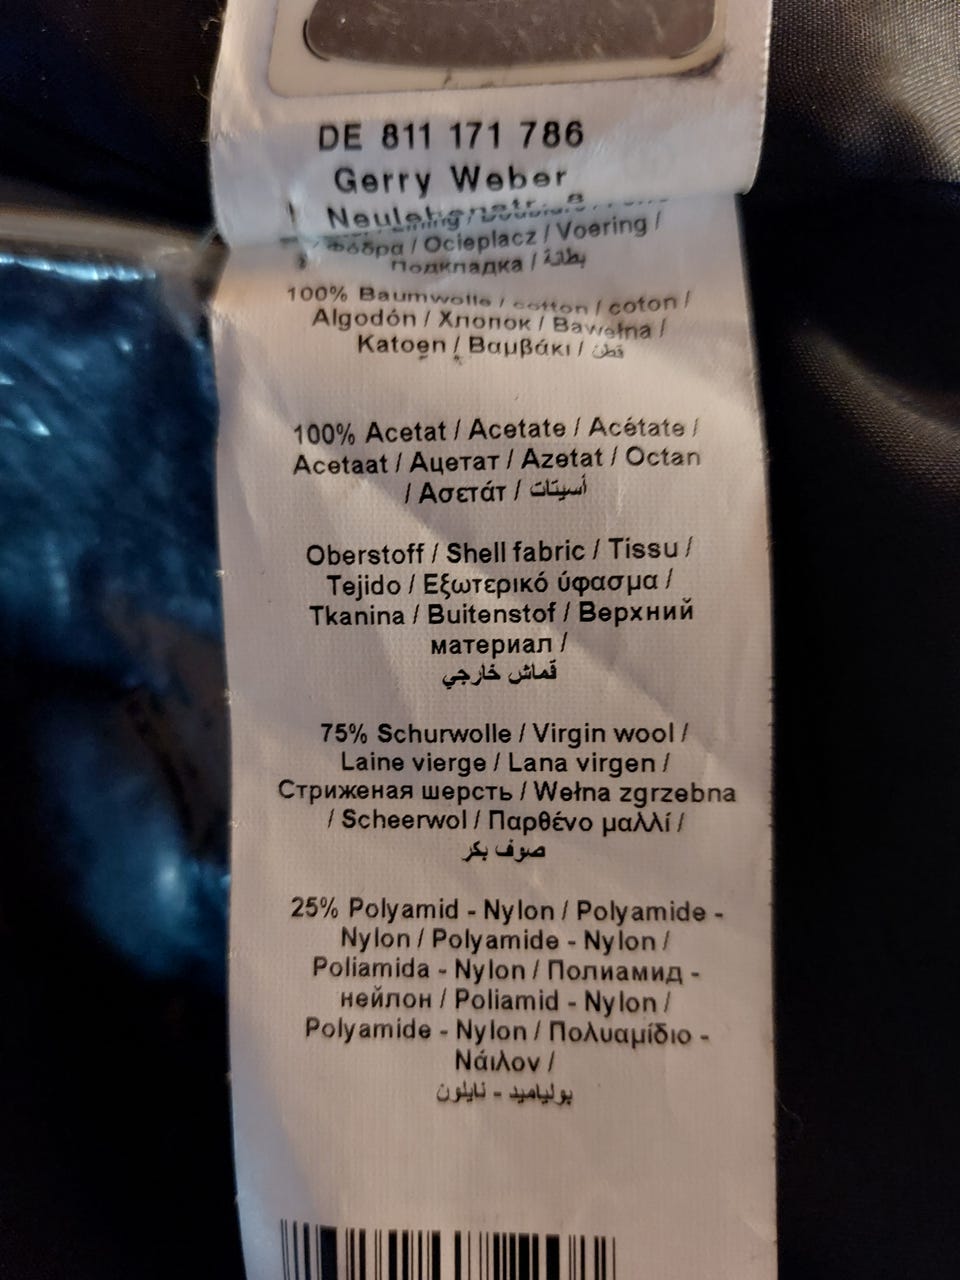 DE 811 171 786
Gerry Weber
Lining /
Φόδρα / Ocieplacz / Voering /
Подкладка / بطانة
100% Baumwolle / cotton / coton /
Algodón / Хлопок / Bawełna /
Katoen / Βαμβάκι / قطن
100% Acetat / Acetate / Acétate /
Acetaat / Ацетат / Azetat / Octan
/ Ασετάτ / أسيتات
Oberstoff / Shell fabric / Tissu /
Tejido / Εξωτερικό ύφασμα /
Tkanina / Buitenstof / Верхний
материал /
قماش خارجي
75% Schurwolle / Virgin wool /
Laine vierge / Lana virgen /
Стриженая шерсть / Wełna zgrzebna
/ Scheerwol / Παρθένο μαλλί /
صوف بكر
25% Polyamid - Nylon / Polyamide -
Nylon / Polyamide - Nylon /
Poliamida - Nylon / Полиамид -
нейлон / Poliamid - Nylon /
Polyamide - Nylon / Πολυαμίδιο -
Νάιλον /
بولياميد - نايلون